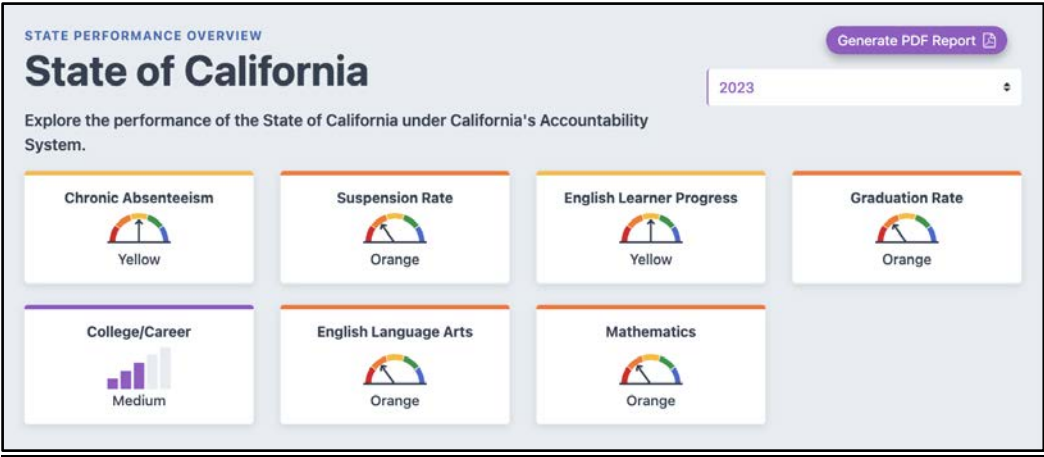 STATE PERFORMANCE OVERVIEW
State of California
Generate PDF Report
2023
Explore the performance of the State of California under California's Accountability
System.
Chronic Absenteeism
Yellow
Suspension Rate
Orange
English Learner Progress
Yellow
Graduation Rate
Orange
College/Career
Medium
English Language Arts
Orange
Mathematics
Orange